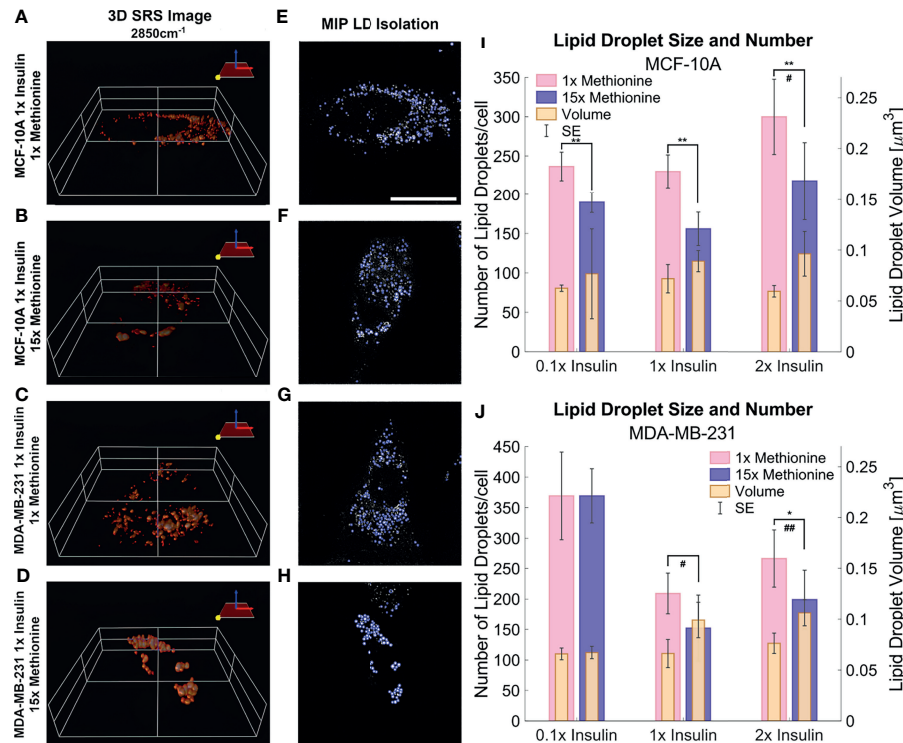 A
3D SRS Image
2850cm⁻¹
E
MIP LD Isolation
MCF-10A 1x Insulin
1x Methionine
B
F
MCF-10A 1x Insulin
15x Methionine
C
G
MDA-MB-231 1x Insulin
1x Methionine
D
H
MDA-MB-231 1x Insulin
15x Methionine
I
Lipid Droplet Size and Number
MCF-10A
1x Methionine
15x Methionine
Volume
SE
**
**
**
#
Number of Lipid Droplets/cell
350
300
250
200
150
100
50
0
Lipid Droplet Volume [μm³]
0.25
0.2
0.15
0.1
0.05
0
0.1x Insulin
1x Insulin
2x Insulin
J
Lipid Droplet Size and Number
MDA-MB-231
1x Methionine
15x Methionine
Volume
SE
#
*
##
Number of Lipid Droplets/cell
450
400
350
300
250
200
150
100
50
0
Lipid Droplet Volume [μm³]
0.25
0.2
0.15
0.1
0.05
0
0.1x Insulin
1x Insulin
2x Insulin